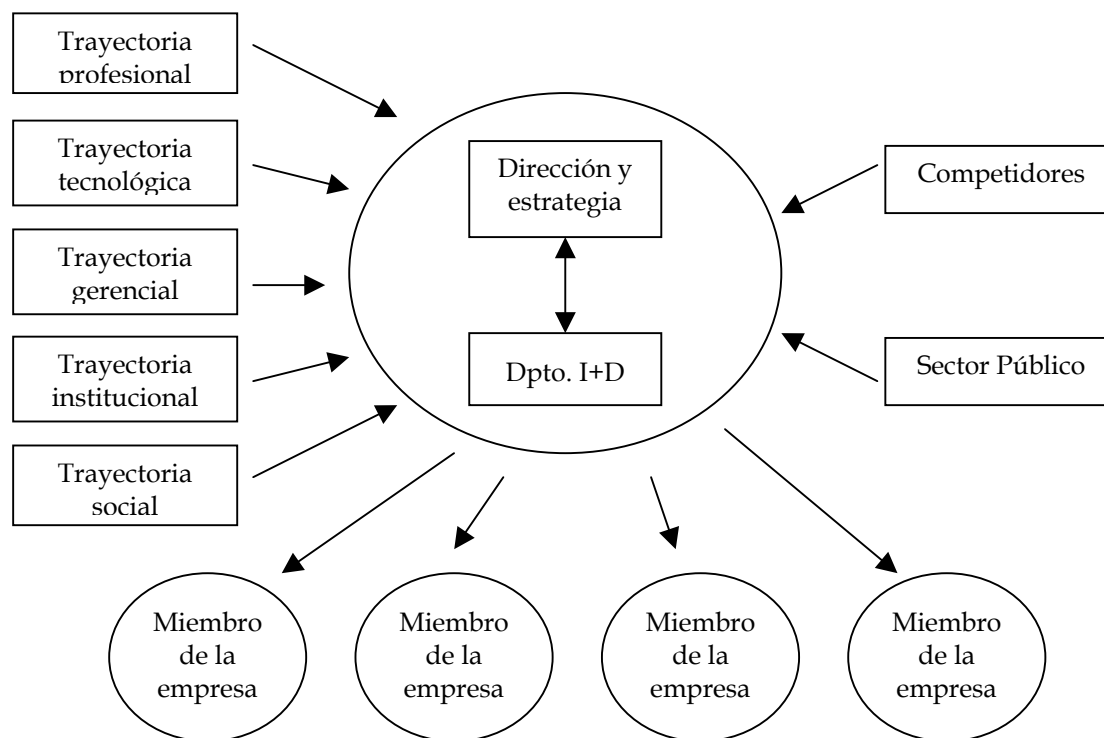 Trayectoria
profesional
Trayectoria
tecnológica
Trayectoria
gerencial
Trayectoria
institucional
Trayectoria
social
Dirección y
estrategia
Dpto. I+D
Competidores
Sector Público
Miembro
de la
empresa
Miembro
de la
empresa
Miembro
de la
empresa
Miembro
de la
empresa